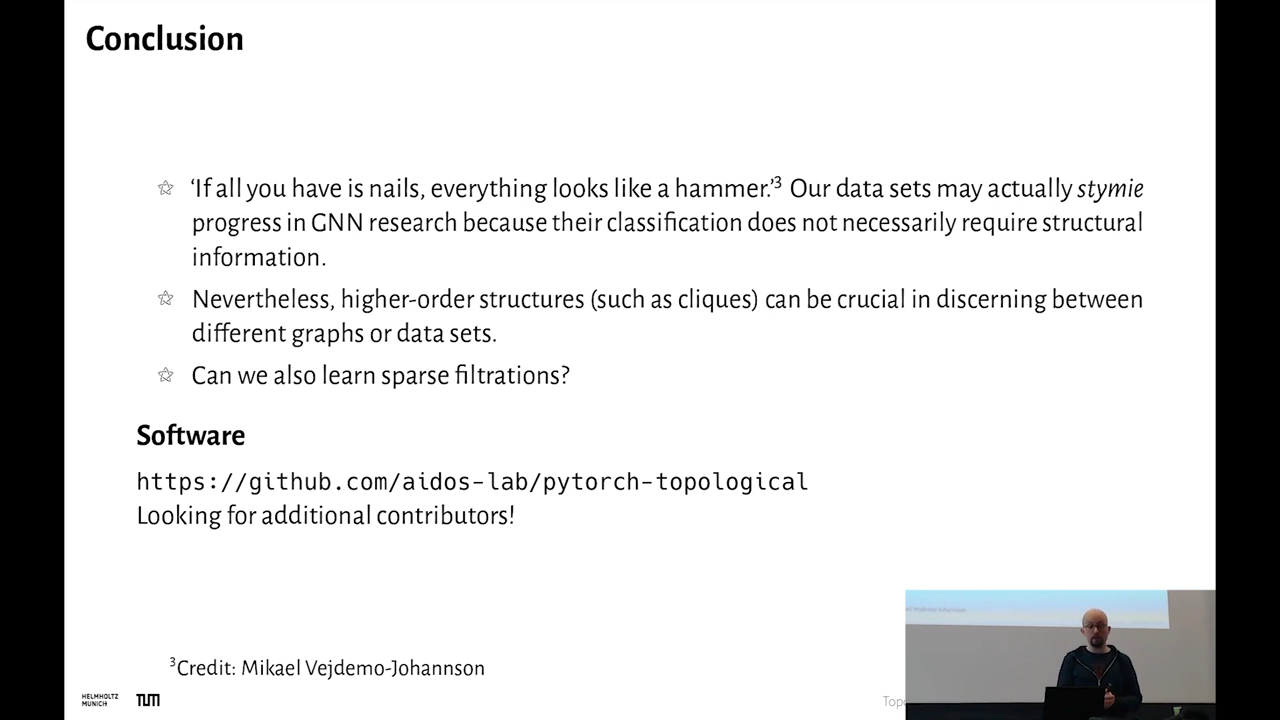 Conclusion
‘If all you have is nails, everything looks like a hammer.’³ Our data sets may actually stymie
progress in GNN research because their classification does not necessarily require structural
information.
Nevertheless, higher-order structures (such as cliques) can be crucial in discerning between
different graphs or data sets.
Can we also learn sparse filtrations?
Software
https://github.com/aidos-lab/pytorch-topological
Looking for additional contributors!
³Credit: Mikael Vejdemo-Johannson
HELMHOLTZ
MUNICH
TUM